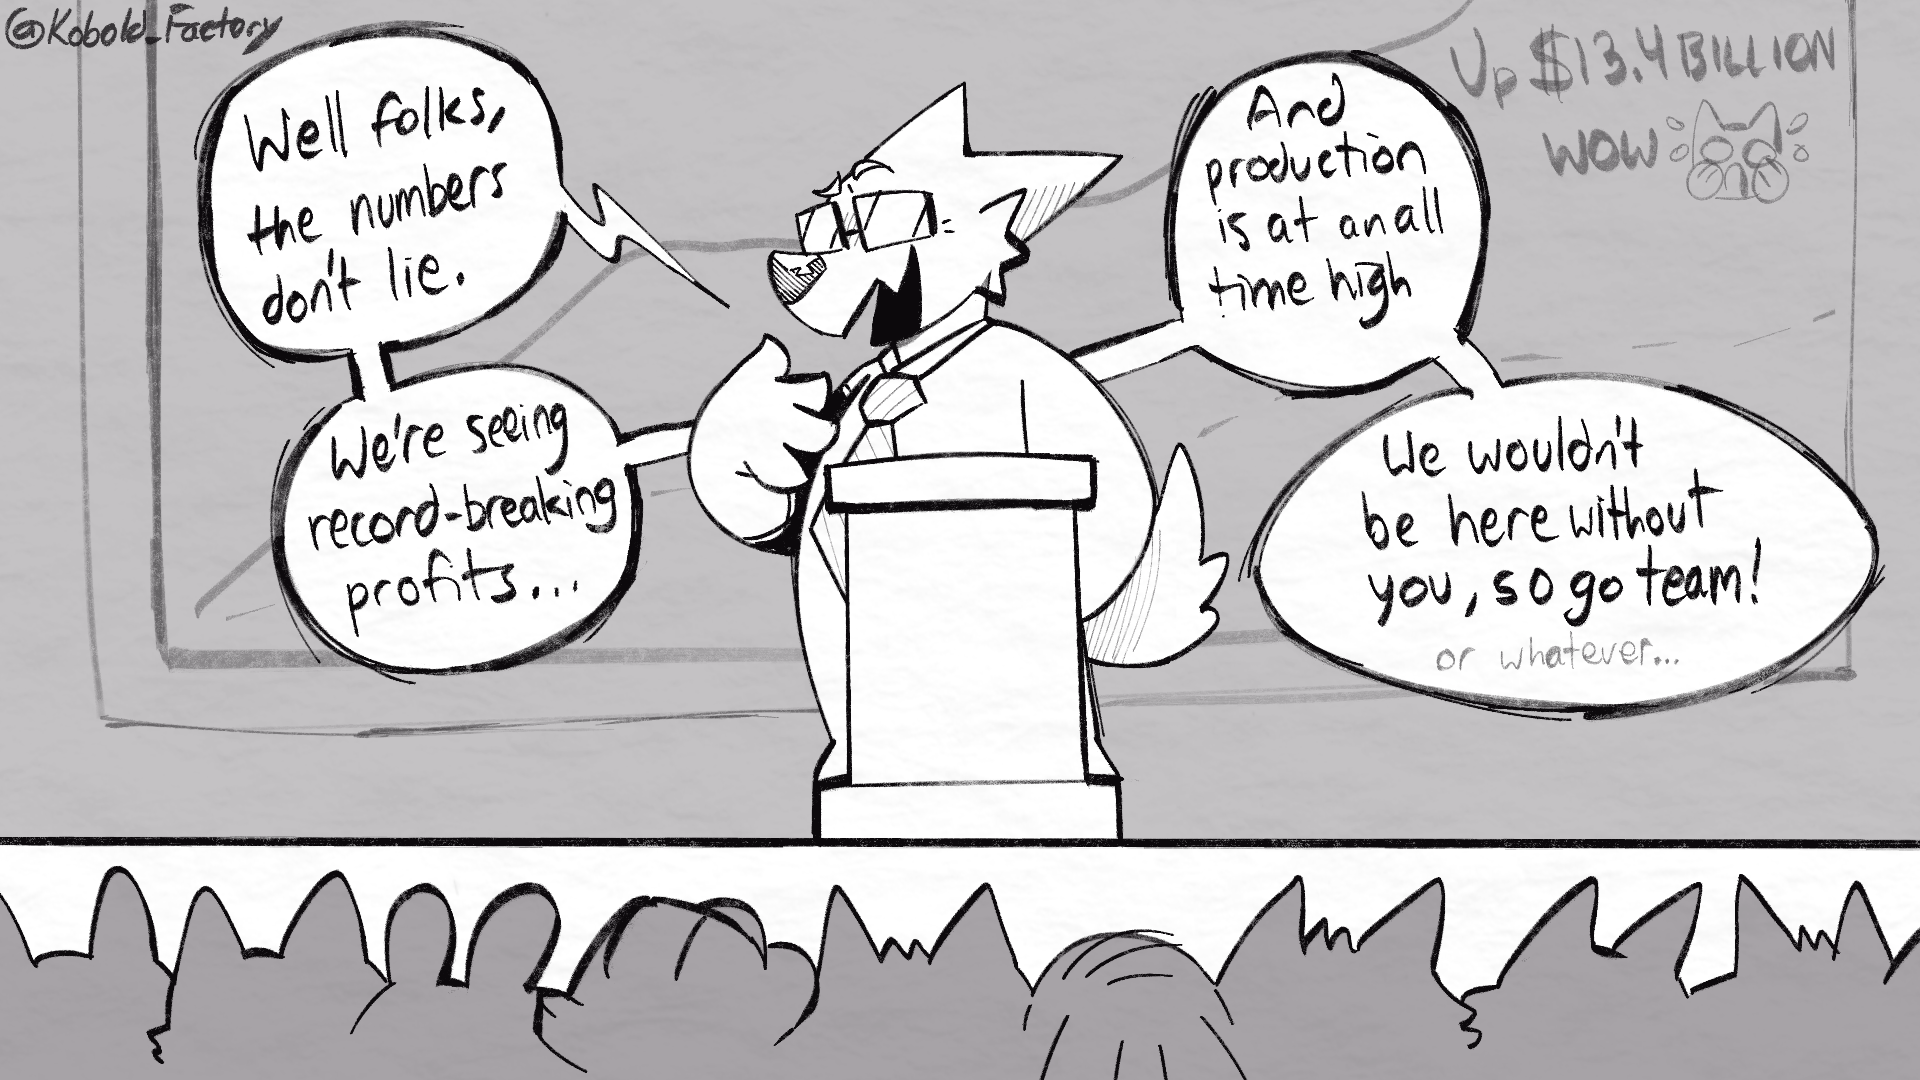 @Kobold_Factory
Well folks,
the numbers
don't lie.
We're seeing
record-breaking
profits...
And
production
is at an all
time high
We wouldn't
be here without
you, so go team!
or whatever...
Up $13.4 BILLION
WOW